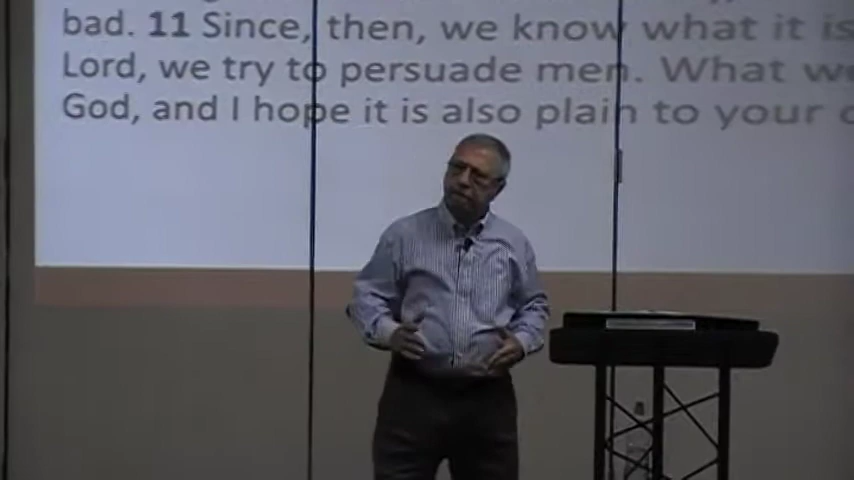 bad. 11 Since, then, we know what it is
Lord, we try to persuade men. What we
God, and I hope it is also plain to your